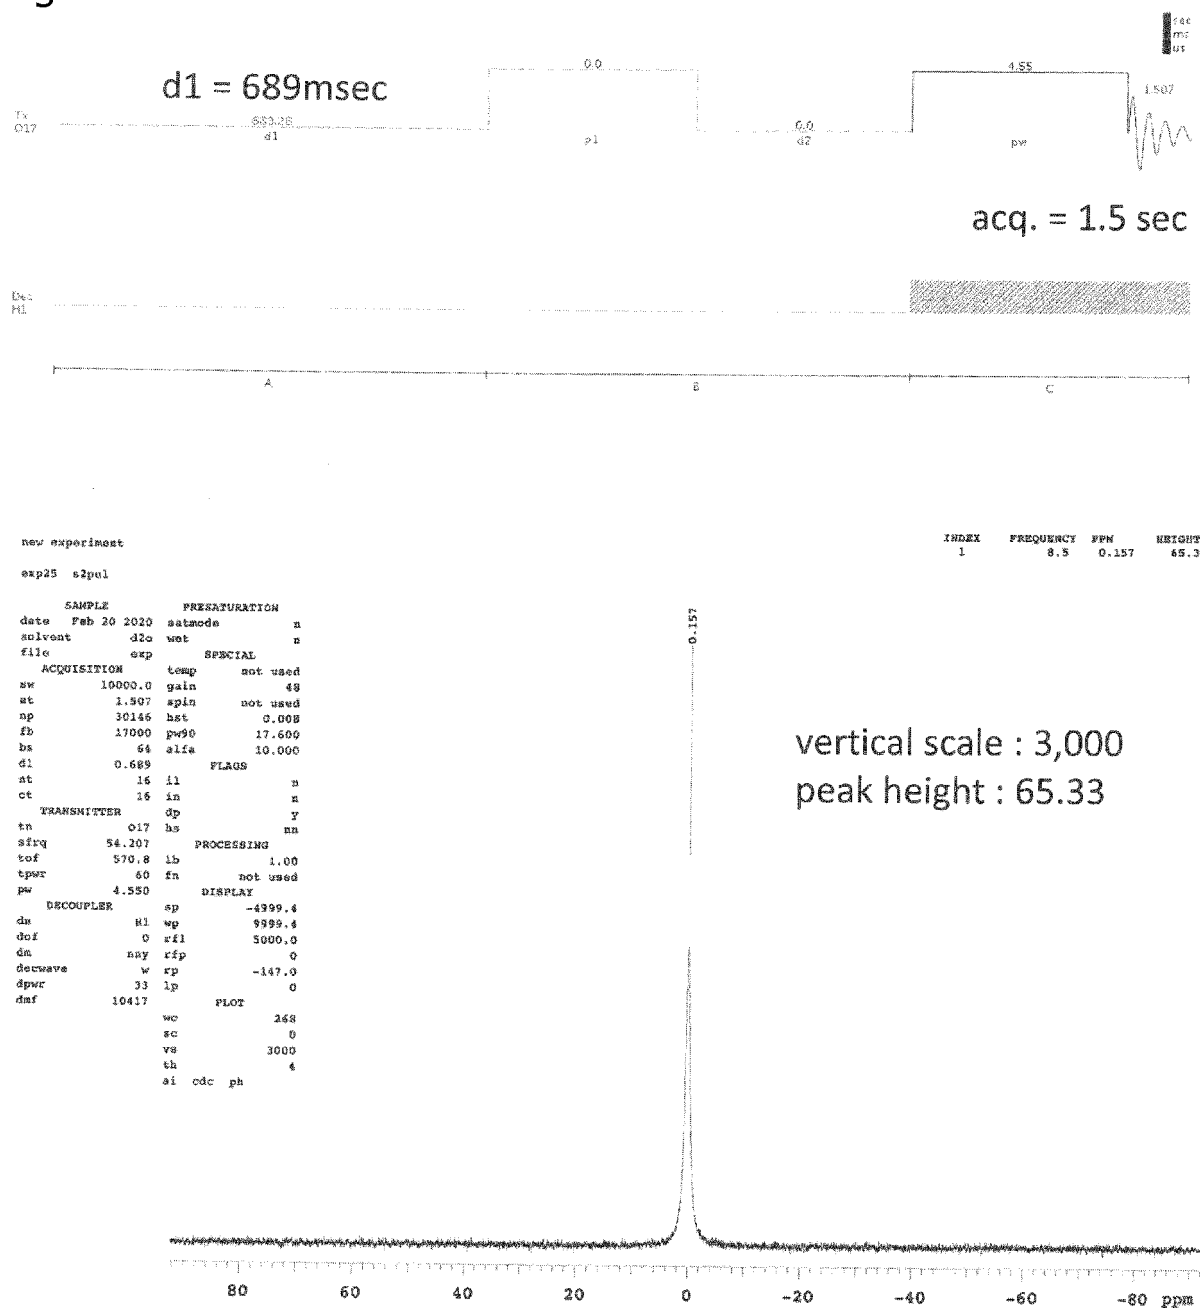 d1 = 689msec
0.0
4.55
1.507
Tx
O17
d1
p1
0.0
d2
pw
acq. = 1.5 sec
Dec
H1
A
B
C
new experiment
INDEX FREQUENCY PPM HEIGHT
1 8.5 0.157 65.3
exp25 s2pul
SAMPLE PRESATURATION
date Feb 20 2020 satmode n
solvent d2o wet n
file exp SPECIAL
ACQUISITION temp not used
sw 10000.0 gain 48
at 1.507 spin not used
np 30146 hst 0.008
fb 17000 pw90 17.600
bs 64 alfa 10.000
d1 0.689 FLAGS
nt 16 il n
ct 16 in n
TRANSMITTER dp y
tn O17 hs nn
sfrq 54.207 PROCESSING
tof 570.8 lb 1.00
tpwr 60 fn not used
pw 4.550 DISPLAY
DECOUPLER sp -4999.4
dn H1 wp 9999.4
dof 0 rfl 5000.0
dm nny rfp 0
decwave w rp -147.0
dpwr 33 lp 0
dmf 10417 PLOT
wc 268
sc 0
vs 3000
th 4
ai cdc ph
0.157
vertical scale : 3,000
peak height : 65.33
80 60 40 20 0 -20 -40 -60 -80 ppm